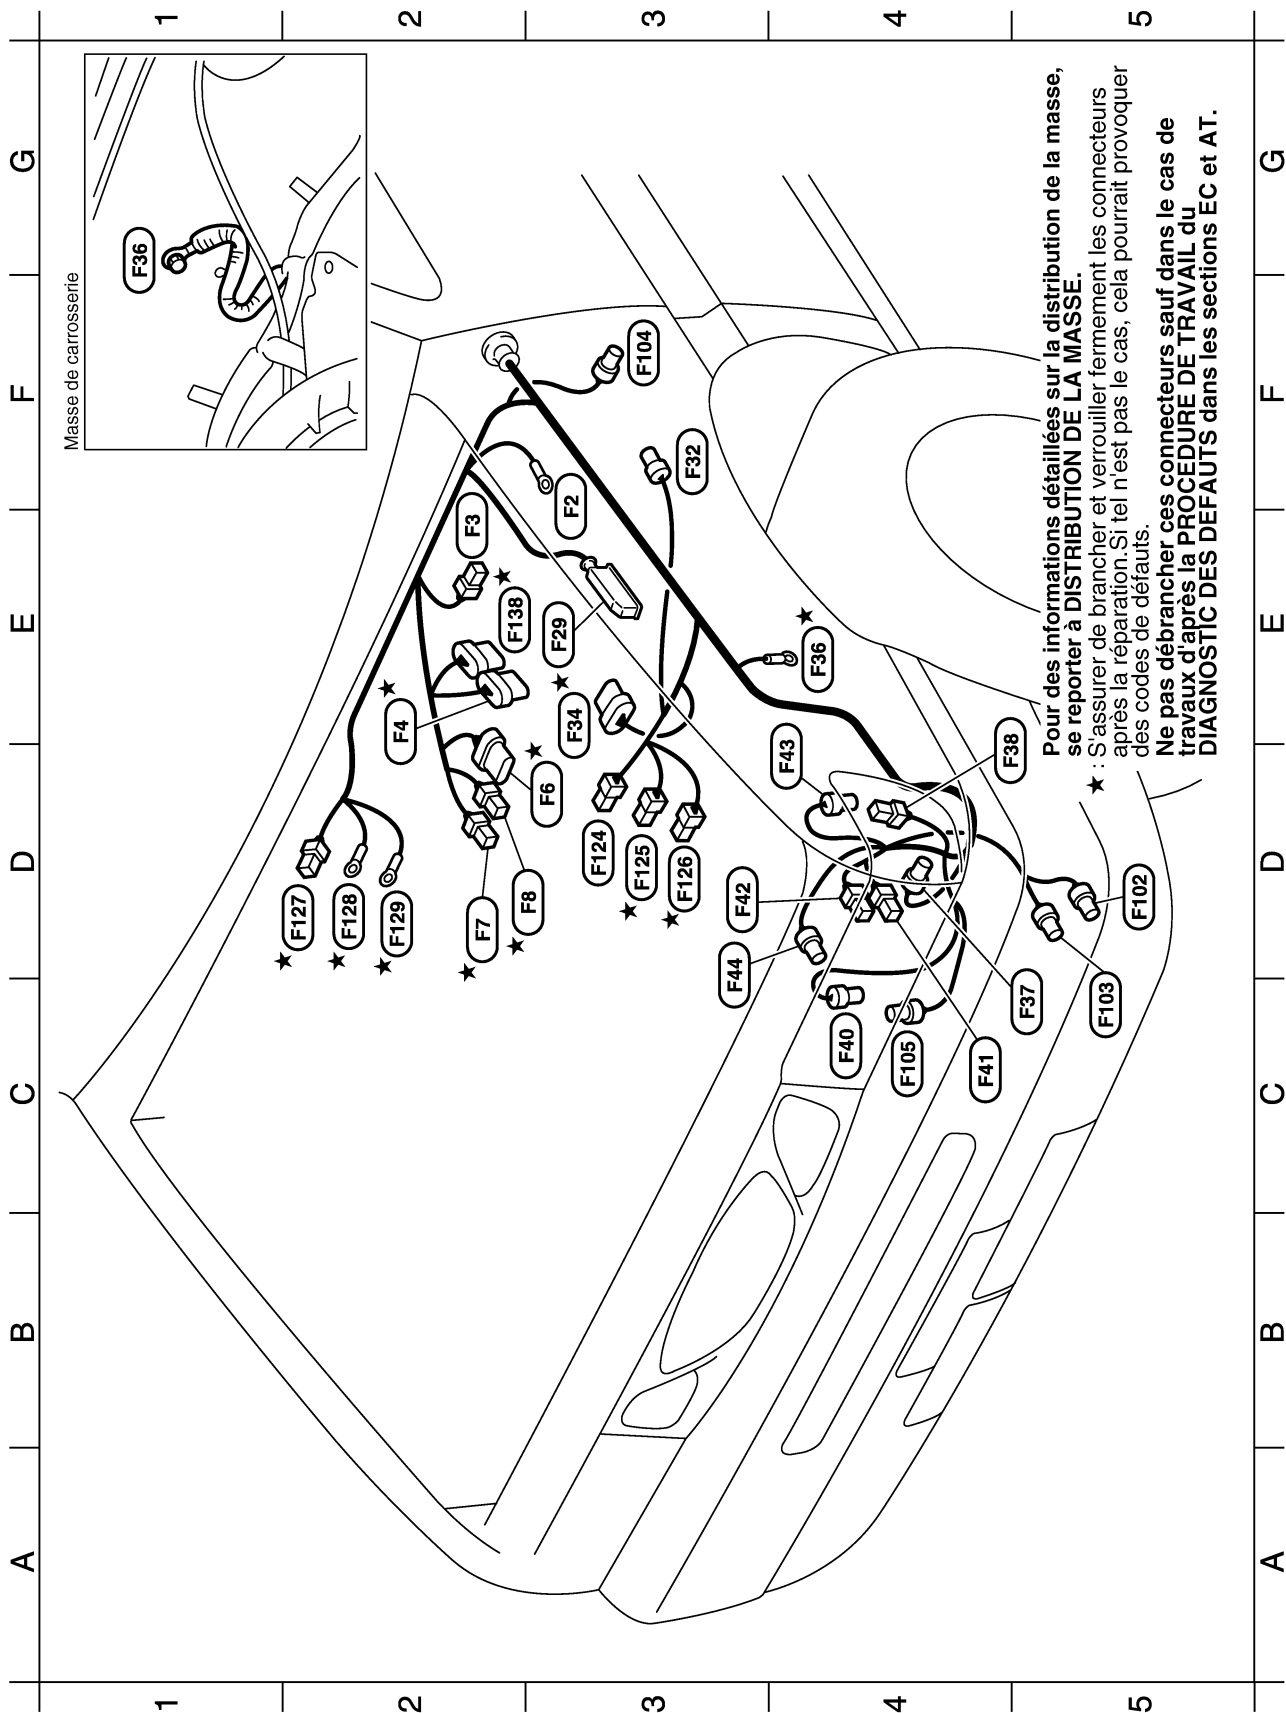 1
2
3
4
5
G
F
E
D
C
B
A
Masse de carrosserie
F36
F104
F32
F2
F3
F138
F29
F36
F4
F34
F43
F38
F6
F124
F125
F126
F127
F128
F129
F7
F8
F42
F44
F102
F40
F105
F41
F37
F103
Pour des informations détaillées sur la distribution de la masse,
se reporter à DISTRIBUTION DE LA MASSE.
★ : S'assurer de brancher et verrouiller fermement les connecteurs
après la réparation.Si tel n'est pas le cas, cela pourrait provoquer
des codes de défauts.
Ne pas débrancher ces connecteurs sauf dans le cas de
travaux d'après la PROCEDURE DE TRAVAIL du
DIAGNOSTIC DES DEFAUTS dans les sections EC et AT.
G
F
E
D
C
B
A
1
2
3
4
5